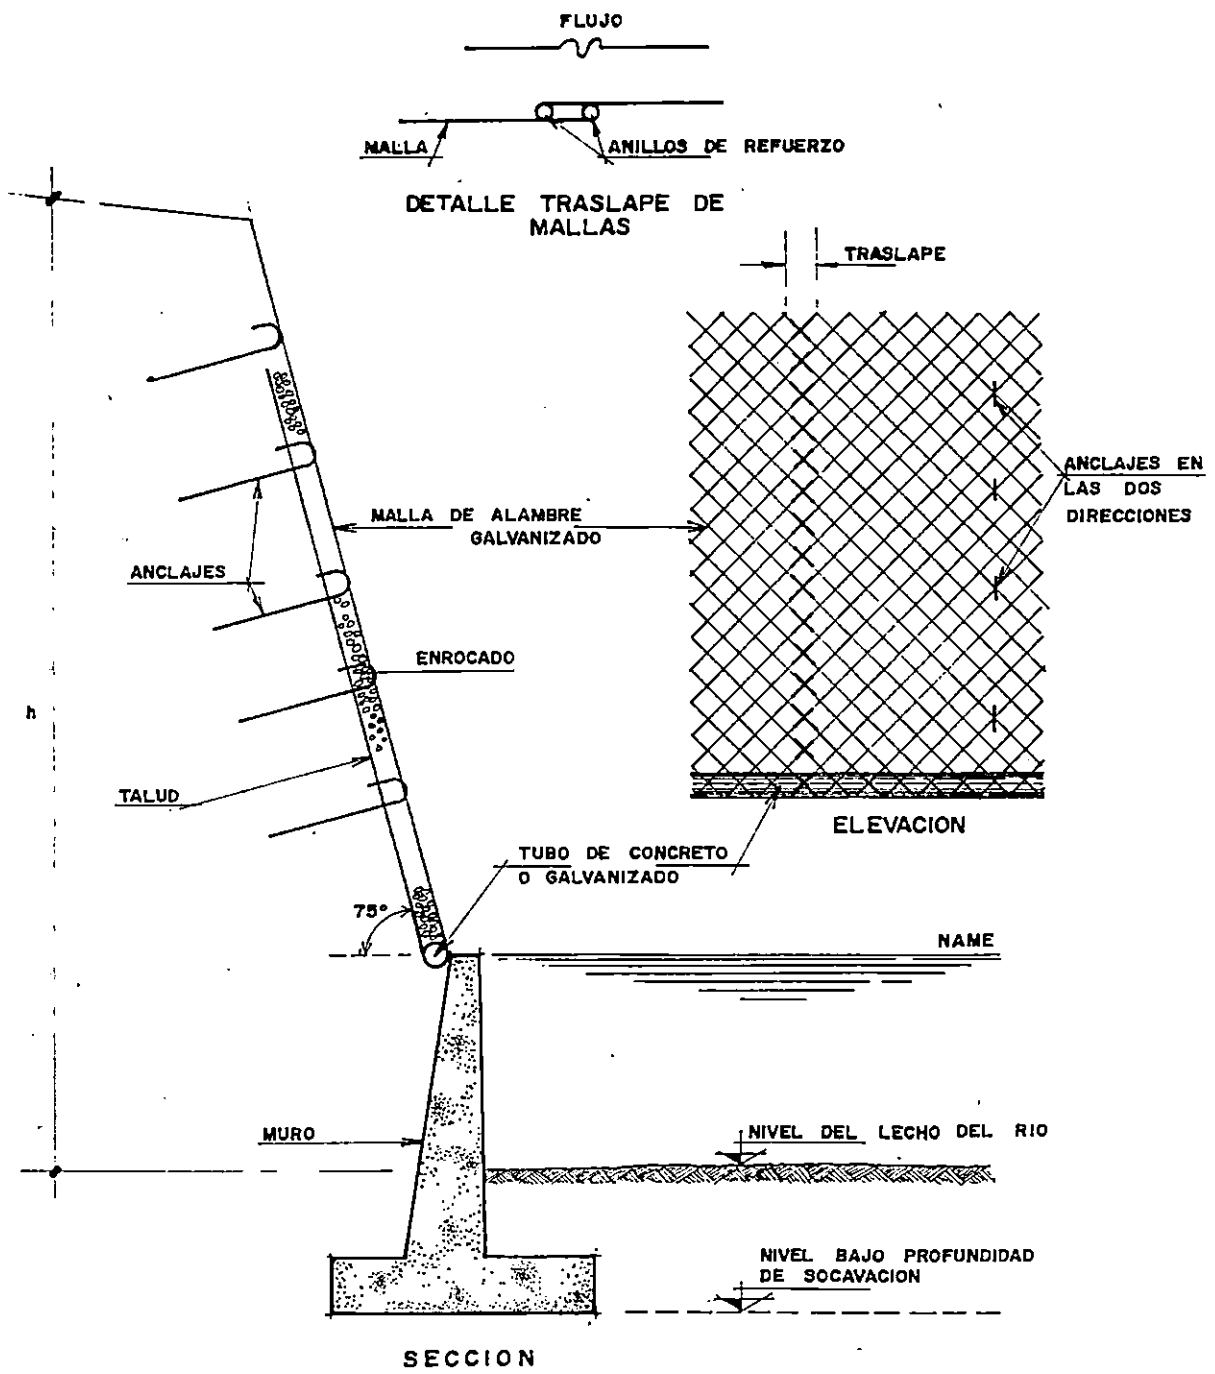 FLUJO
MALLA
ANILLOS DE REFUERZO
DETALLE TRASLAPE DE
MALLAS
TRASLAPE
ANCLAJES EN
LAS DOS
DIRECCIONES
MALLA DE ALAMBRE
GALVANIZADO
ANCLAJES
ENROCADO
h
TALUD
ELEVACION
TUBO DE CONCRETO
O GALVANIZADO
75°
NAME
MURO
NIVEL DEL LECHO DEL RIO
NIVEL BAJO PROFUNDIDAD
DE SOCAVACION
SECCION